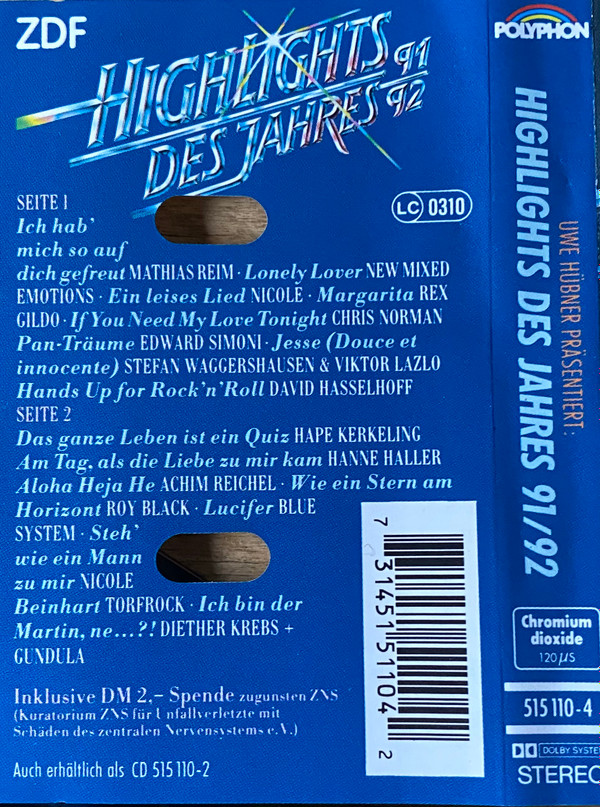 ZDF
HIGHLIGHTS 91
DES JAHRES 92
SEITE 1
LC 0310
Ich hab'
mich so auf
dich gefreut MATHIAS REIM · Lonely Lover NEW MIXED
EMOTIONS · Ein leises Lied NICOLE · Margarita REX
GILDO · If You Need My Love Tonight CHRIS NORMAN
Pan-Träume EDWARD SIMONI · Jesse (Douce et
innocente) STEFAN WAGGERSHAUSEN & VIKTOR LAZLO
Hands Up for Rock'n'Roll DAVID HASSELHOFF
SEITE 2
Das ganze Leben ist ein Quiz HAPE KERKELING
Am Tag, als die Liebe zu mir kam HANNE HALLER
Aloha Heja He ACHIM REICHEL · Wie ein Stern am
Horizont ROY BLACK · Lucifer BLUE
SYSTEM · Steh'
wie ein Mann
zu mir NICOLE
Beinhart TORFROCK · Ich bin der
Martin, ne...?! DIETHER KREBS +
GUNDULA
Inklusive DM 2,– Spende zugunsten ZNS
(Kuratorium ZNS für Unfallverletzte mit
Schäden des zentralen Nervensystems e.V.)
Auch erhältlich als CD 515 110-2
7 31451 51104 2
POLYPHON
UWE HÜBNER PRÄSENTIERT:
HIGHLIGHTS DES JAHRES 91/92
Chromium
dioxide
120 µS
515 110-4
DOLBY SYSTE
STEREO